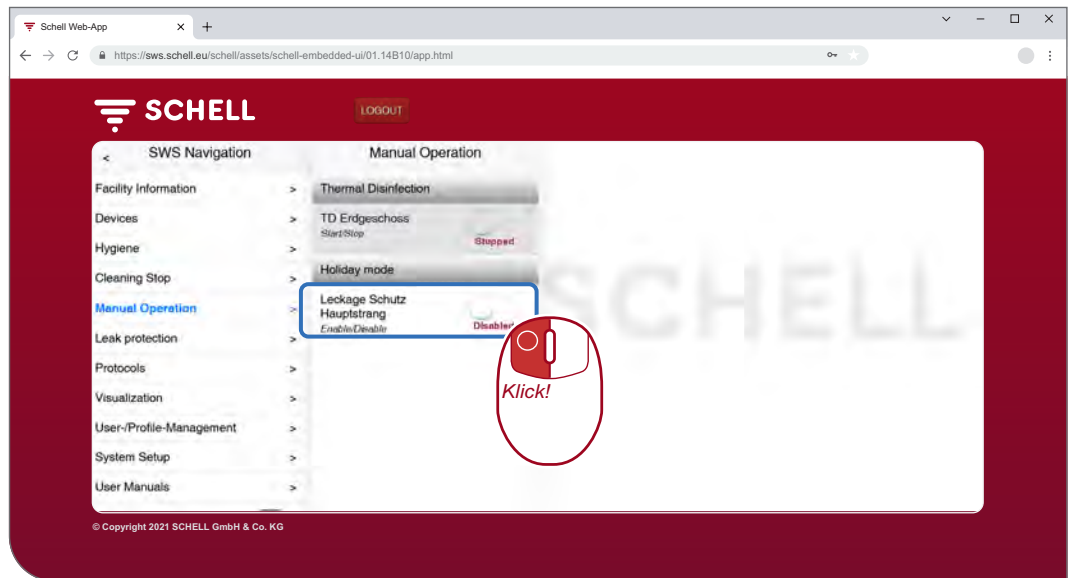 Schell Web-App
https://sws.schell.eu/schell/assets/schell-embedded-ui/01.14B10/app.html
SCHELL
LOGOUT
< SWS Navigation
Manual Operation
Facility Information >
Devices >
Hygiene >
Cleaning Stop >
Manual Operation >
Leak protection >
Protocols >
Visualization >
User-/Profile-Management >
System Setup >
User Manuals >
Thermal Disinfection
TD Erdgeschoss
Start/Stop
Stopped
Holiday mode
Leckage Schutz
Hauptstrang
Enable/Disable
Disabled
Klick!
SCHELL
© Copyright 2021 SCHELL GmbH & Co. KG